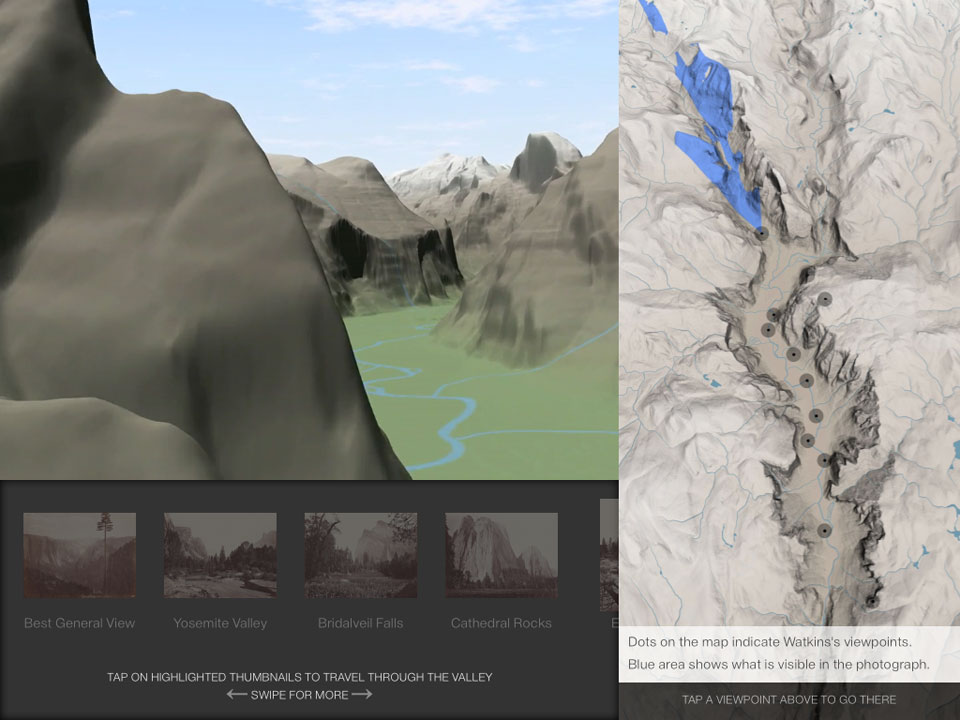 Best General View
Yosemite Valley
Bridalveil Falls
Cathedral Rocks
TAP ON HIGHLIGHTED THUMBNAILS TO TRAVEL THROUGH THE VALLEY
SWIPE FOR MORE
Dots on the map indicate Watkins's viewpoints.
Blue area shows what is visible in the photograph.
TAP A VIEWPOINT ABOVE TO GO THERE